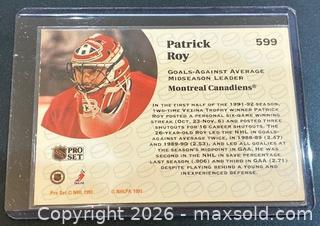 Patrick
Roy
599
Goals-Against Average
Midseason Leader
Montreal Canadiens®
In the first half of the 1991-92 season,
two-time Vezina Trophy winner Patrick
Roy posted a personal six-game winning
streak (Oct. 23-Nov. 6) and posted three
shutouts for 16 career shutouts. The
26-year-old Roy led the NHL in goals-
against average twice, in 1988-89 (2.47)
and 1989-90 (2.53), and led all goalies at
the season's midpoint in GAA. He was
second in the NHL in save percentage
last season (.906) and third in GAA (2.71)
despite playing behind a young and
inexperienced defense.
PRO
SET
Pro Set © NHL 1991
© NHLPA 1991
Copyright © 2026 - maxsold.com